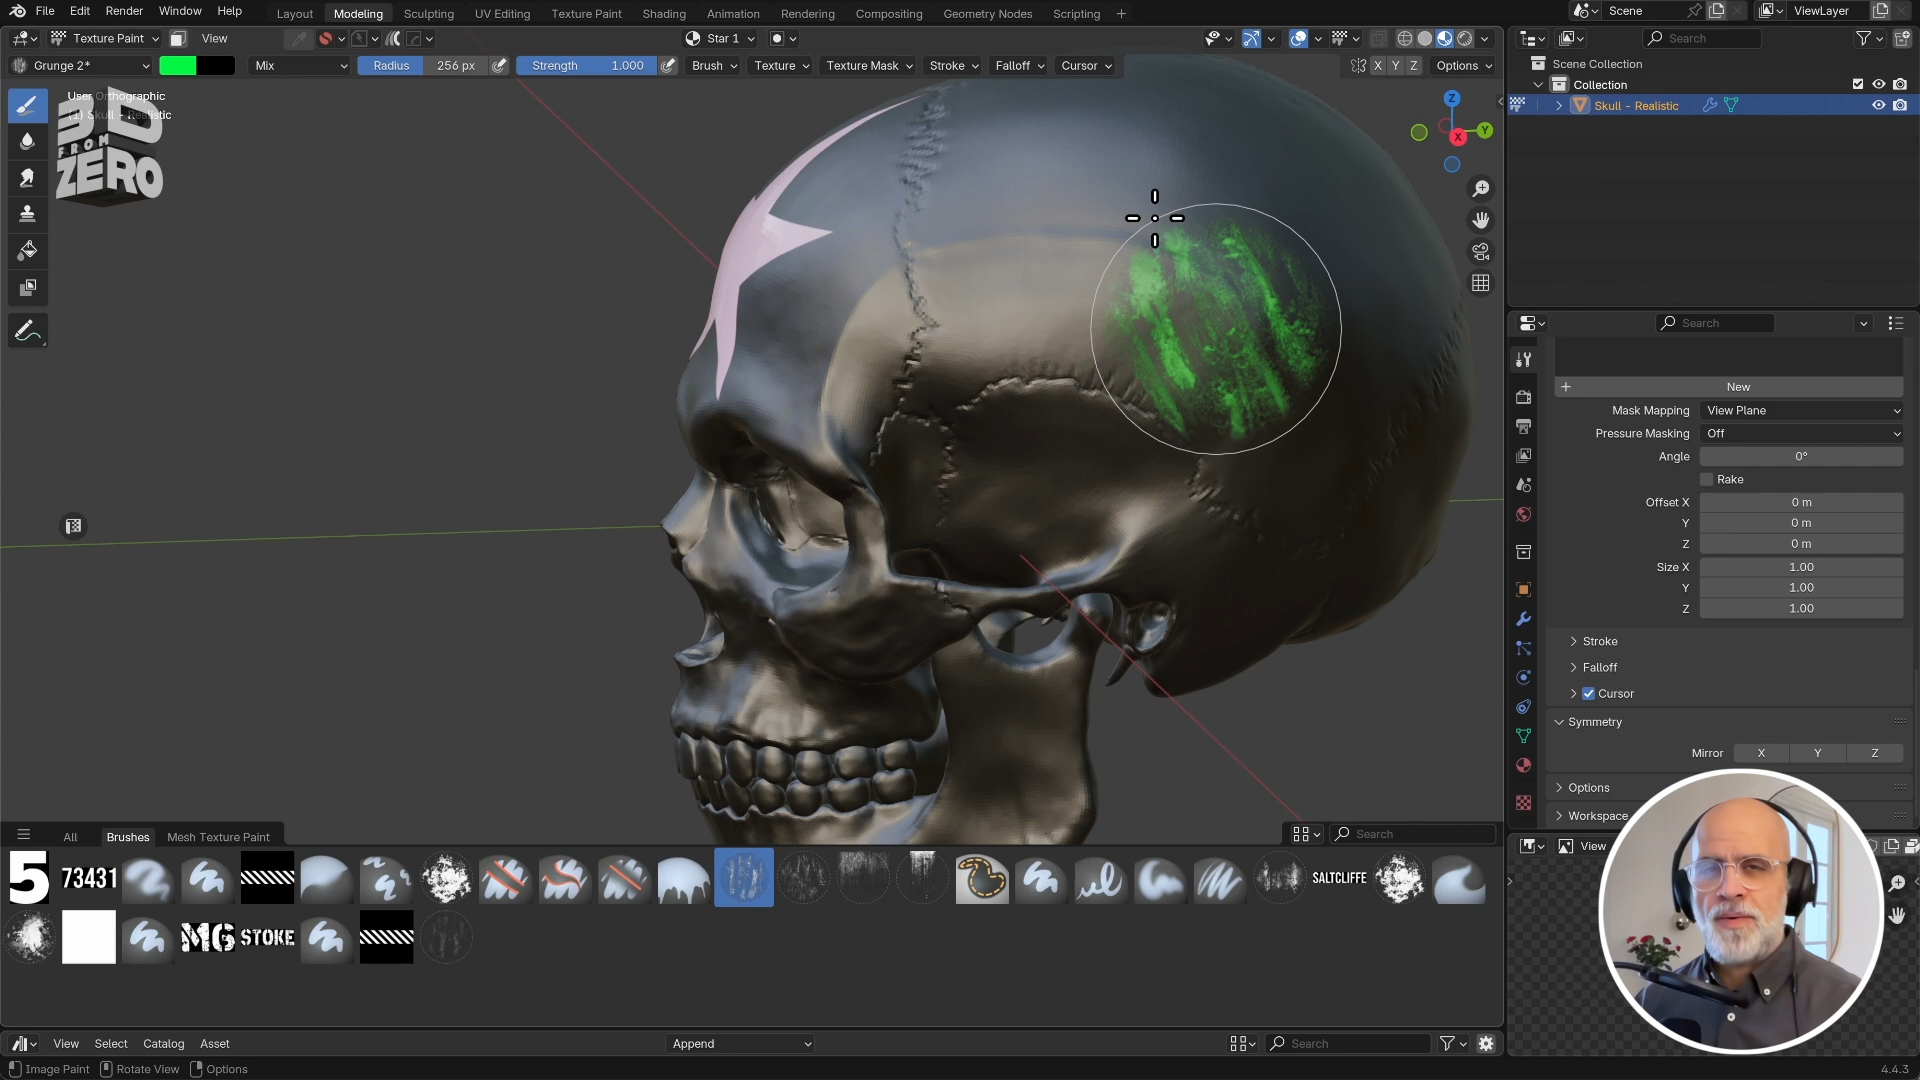 File Edit Render Window Help
Layout Modeling Sculpting UV Editing Texture Paint Shading Animation Rendering Compositing Geometry Nodes Scripting +
Scene
ViewLayer
Texture Paint View
Star 1
Search
Grunge 2* Mix Radius 256 px Strength 1.000 Brush Texture Texture Mask Stroke Falloff Cursor
X Y Z Options
Scene Collection
Collection
Skull - Realistic
User Orthographic
(1) Skull - Realistic
3D
FROM
ZERO
Z
Y
X
Search
+ New
Mask Mapping View Plane
Pressure Masking Off
Angle 0°
Rake
Offset X 0 m
Y 0 m
Z 0 m
Size X 1.00
Y 1.00
Z 1.00
Stroke
Falloff
Cursor
Symmetry
Mirror X Y Z
Options
Workspace
View
All Brushes Mesh Texture Paint
Search
5 73431 SALTCLIFFE
MG STOKE
View Select Catalog Asset
Append
Search
Image Paint Rotate View Options
4.4.3